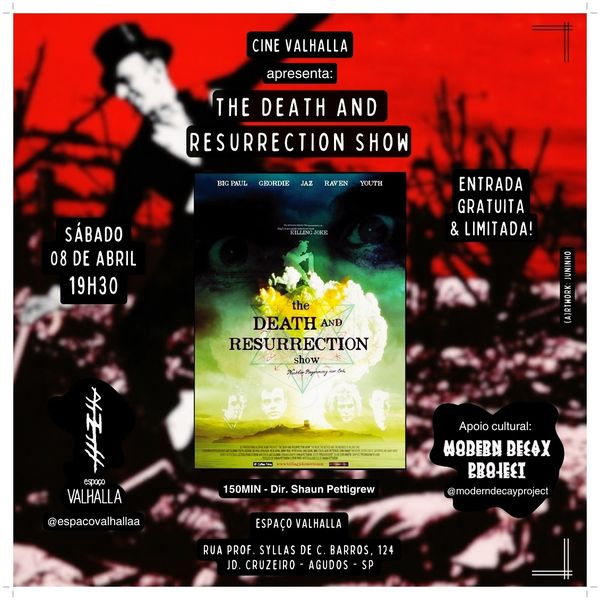 CINE VALHALLA
apresenta:
THE DEATH AND
RESURRECTION SHOW
ENTRADA
GRATUITA
& LIMITADA!
SÁBADO
08 DE ABRIL
19H30
(A)RTWORK: JUNINHO
BIG PAUL GEORDIE JAZ RAVEN YOUTH
KILLING JOKE
the
DEATH AND
RESURRECTION
show
150MIN - Dir. Shaun Pettigrew
espaço
VALHALLA
@espacovalhallaa
Apoio cultural:
MODERN DECAY
PROJECT
@moderndecayproject
ESPAÇO VALHALLA
RUA PROF. SYLLAS DE C. BARROS, 124
JD. CRUZEIRO - AGUDOS - SP